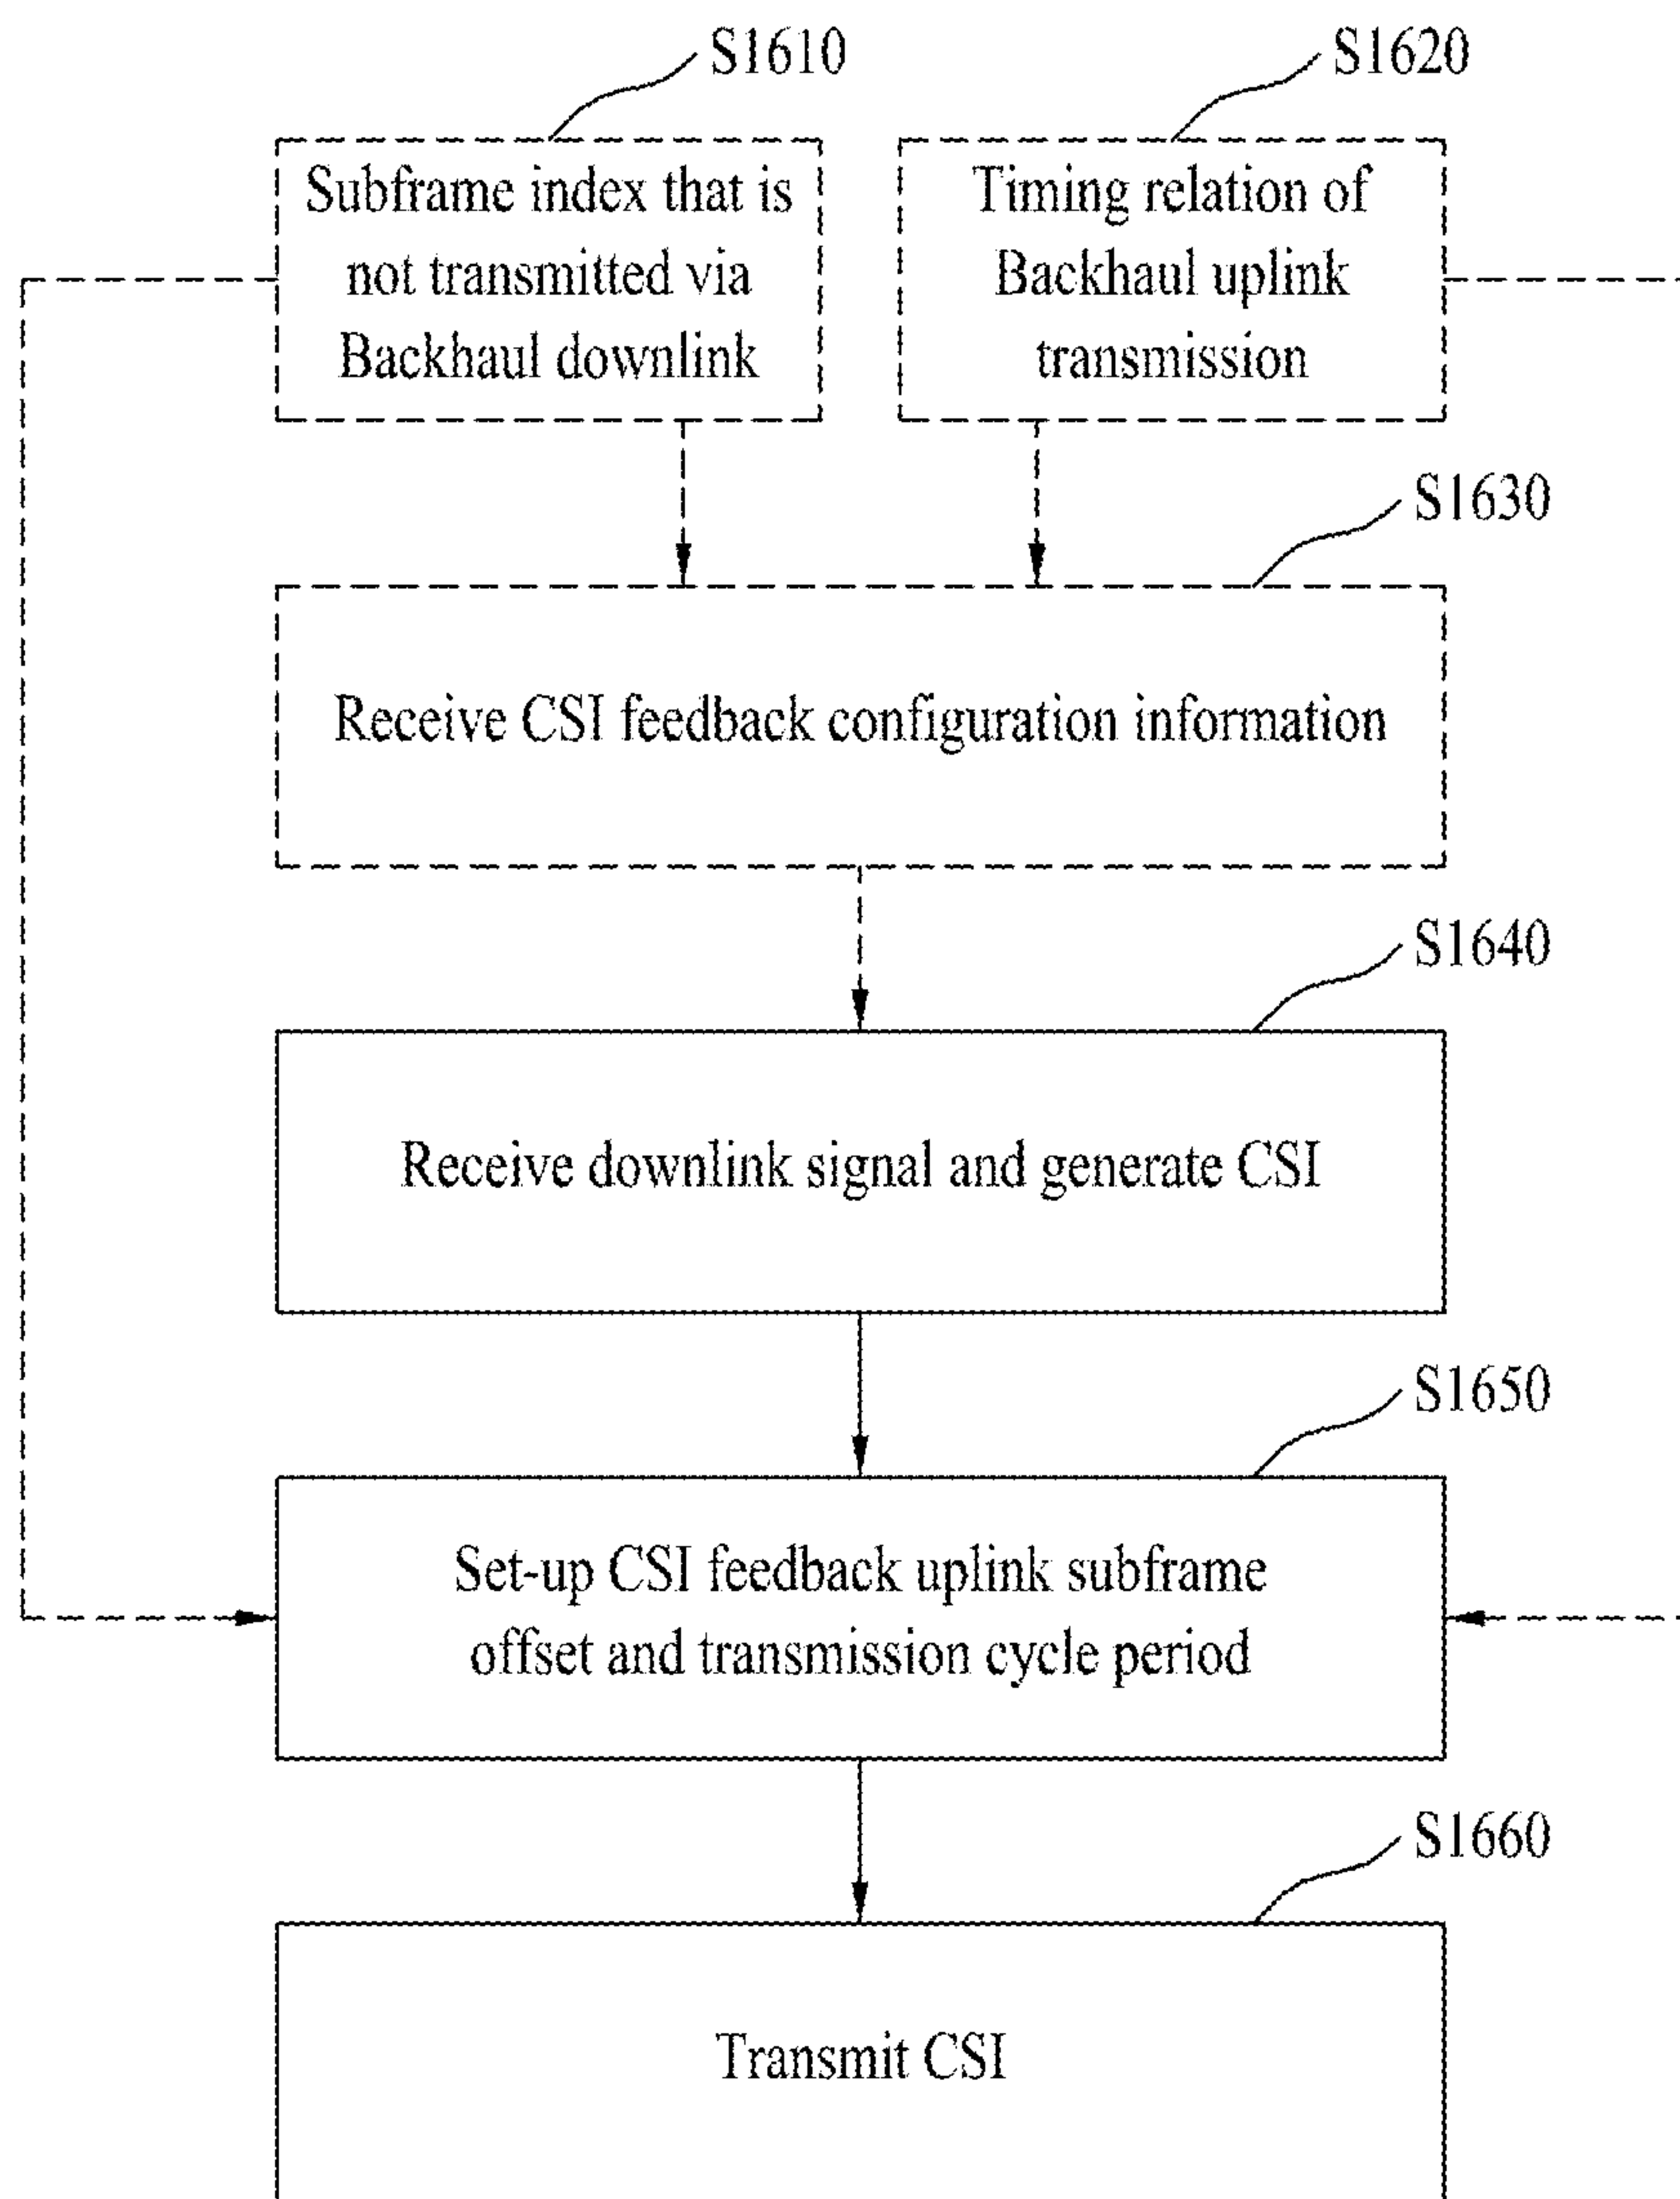 S1610
S1620
Subframe index that is
not transmitted via
Backhaul downlink
Timing relation of
Backhaul uplink
transmission
S1630
Receive CSI feedback configuration information
S1640
Receive downlink signal and generate CSI
S1650
Set-up CSI feedback uplink subframe
offset and transmission cycle period
S1660
Transmit CSI